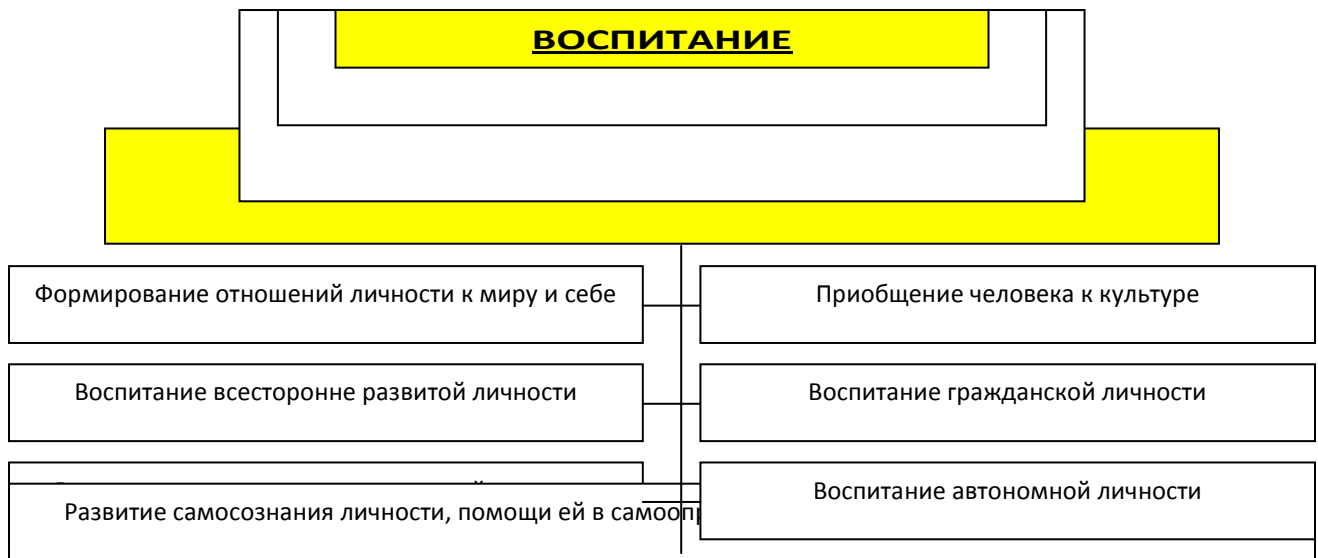 ВОСПИТАНИЕ
Формирование отношений личности к миру и себе
Приобщение человека к культуре
Воспитание всесторонне развитой личности
Воспитание гражданской личности
Воспитание автономной личности
Развитие самосознания личности, помощи ей в